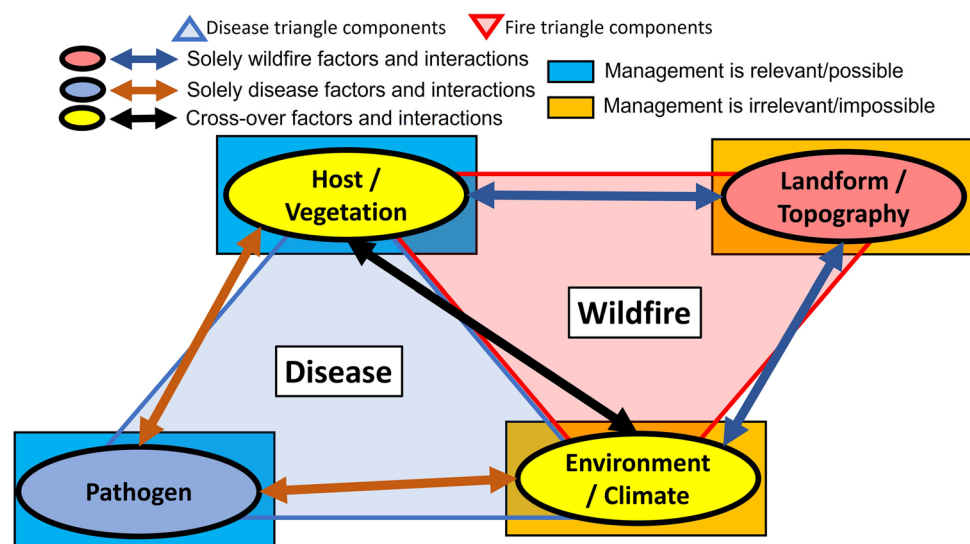 Disease triangle components
Fire triangle components
Solely wildfire factors and interactions
Solely disease factors and interactions
Cross-over factors and interactions
Management is relevant/possible
Management is irrelevant/impossible
Host /
Vegetation
Landform /
Topography
Wildfire
Disease
Pathogen
Environment
/ Climate